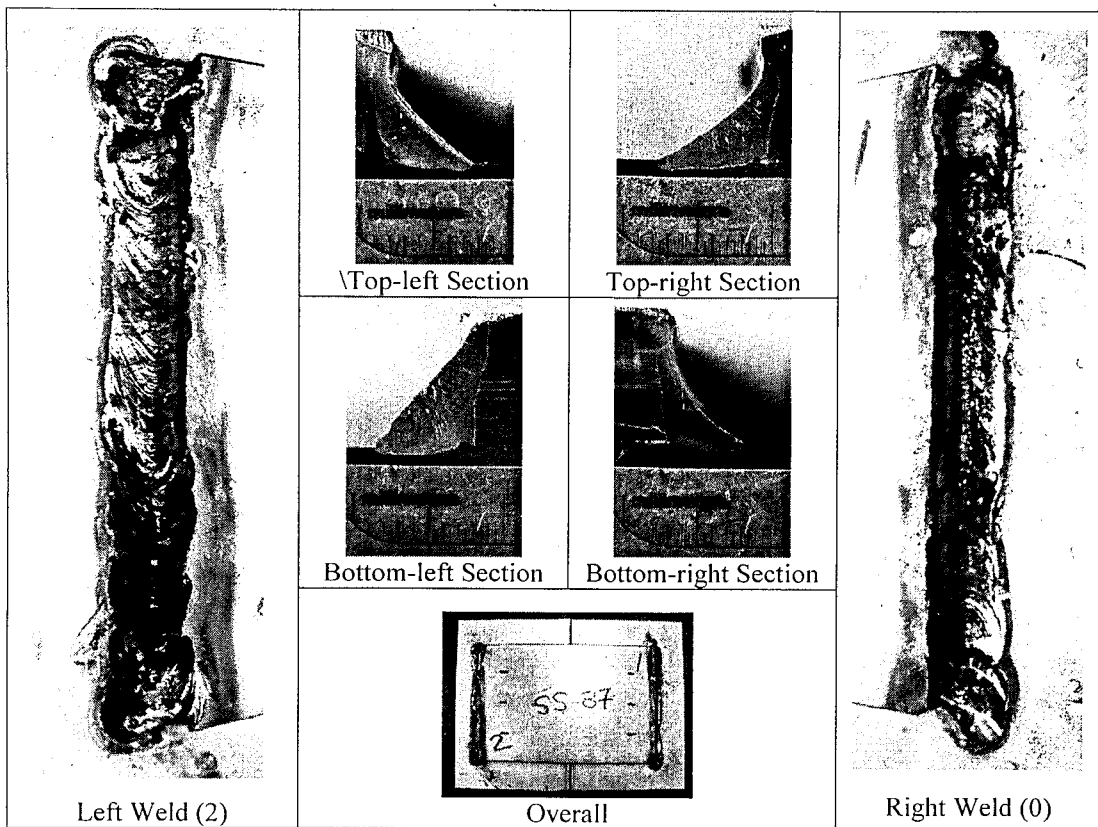 \Top-left Section
Top-right Section
Bottom-left Section
Bottom-right Section
1
SS-37
2
Left Weld (2)
Overall
Right Weld (0)